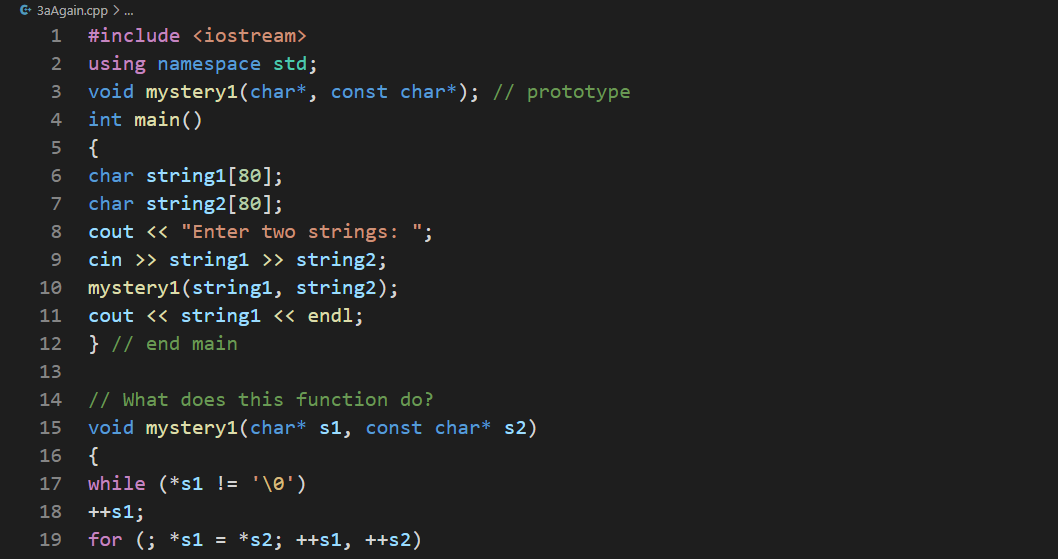 3aAgain.cpp > ...
1 #include <iostream>
2 using namespace std;
3 void mystery1(char*, const char*); // prototype
4 int main()
5 {
6 char string1[80];
7 char string2[80];
8 cout << "Enter two strings: ";
9 cin >> string1 >> string2;
10 mystery1(string1, string2);
11 cout << string1 << endl;
12 } // end main
13
14 // What does this function do?
15 void mystery1(char* s1, const char* s2)
16 {
17 while (*s1 != '\0')
18 ++s1;
19 for (; *s1 = *s2; ++s1, ++s2)